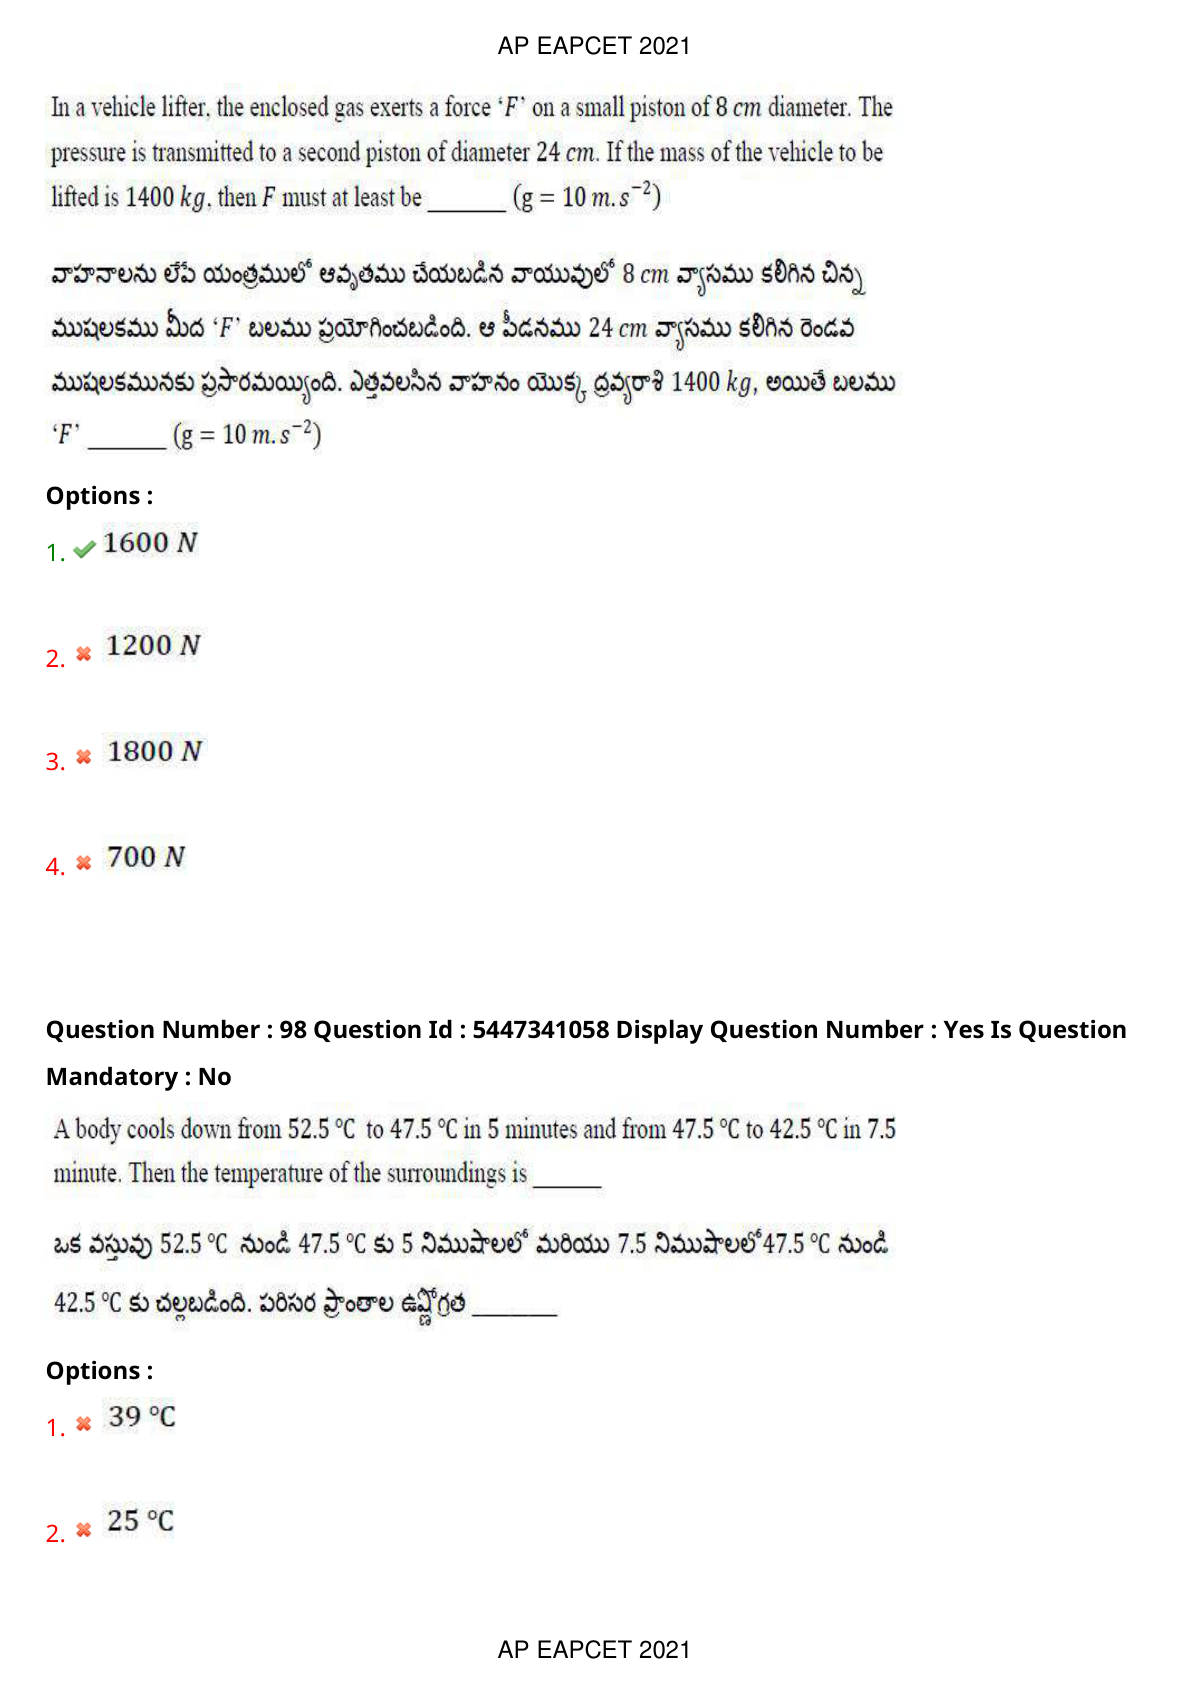 AP EAPCET 2021
In a vehicle lifter, the enclosed gas exerts a force ‘F’ on a small piston of 8 cm diameter. The
pressure is transmitted to a second piston of diameter 24 cm. If the mass of the vehicle to be
lifted is 1400 kg, then F must at least be ______ (g = 10 m.s⁻²)
వాహనాలను లేపే యంత్రములో ఆవృతము చేయబడిన వాయువులో 8 cm వ్యాసము కలిగిన చిన్న
ముషలకము మీద ‘F’ బలము ప్రయోగించబడింది. ఆ పీడనము 24 cm వ్యాసము కలిగిన రెండవ
ముషలకమునకు ప్రసారమయ్యింది. ఎత్తవలసిన వాహనం యొక్క ద్రవ్యరాశి 1400 kg, అయితే బలము
‘F’ ______ (g = 10 m.s⁻²)
Options :
1. 1600 N
2. 1200 N
3. 1800 N
4. 700 N
Question Number : 98 Question Id : 5447341058 Display Question Number : Yes Is Question
Mandatory : No
A body cools down from 52.5 °C to 47.5 °C in 5 minutes and from 47.5 °C to 42.5 °C in 7.5
minute. Then the temperature of the surroundings is _____
ఒక వస్తువు 52.5 °C నుండి 47.5 °C కు 5 నిముషాలలో మరియు 7.5 నిముషాలలో47.5 °C నుండి
42.5 °C కు చల్లబడింది. పరిసర ప్రాంతాల ఉష్ణోగ్రత ______
Options :
1. 39 °C
2. 25 °C
AP EAPCET 2021